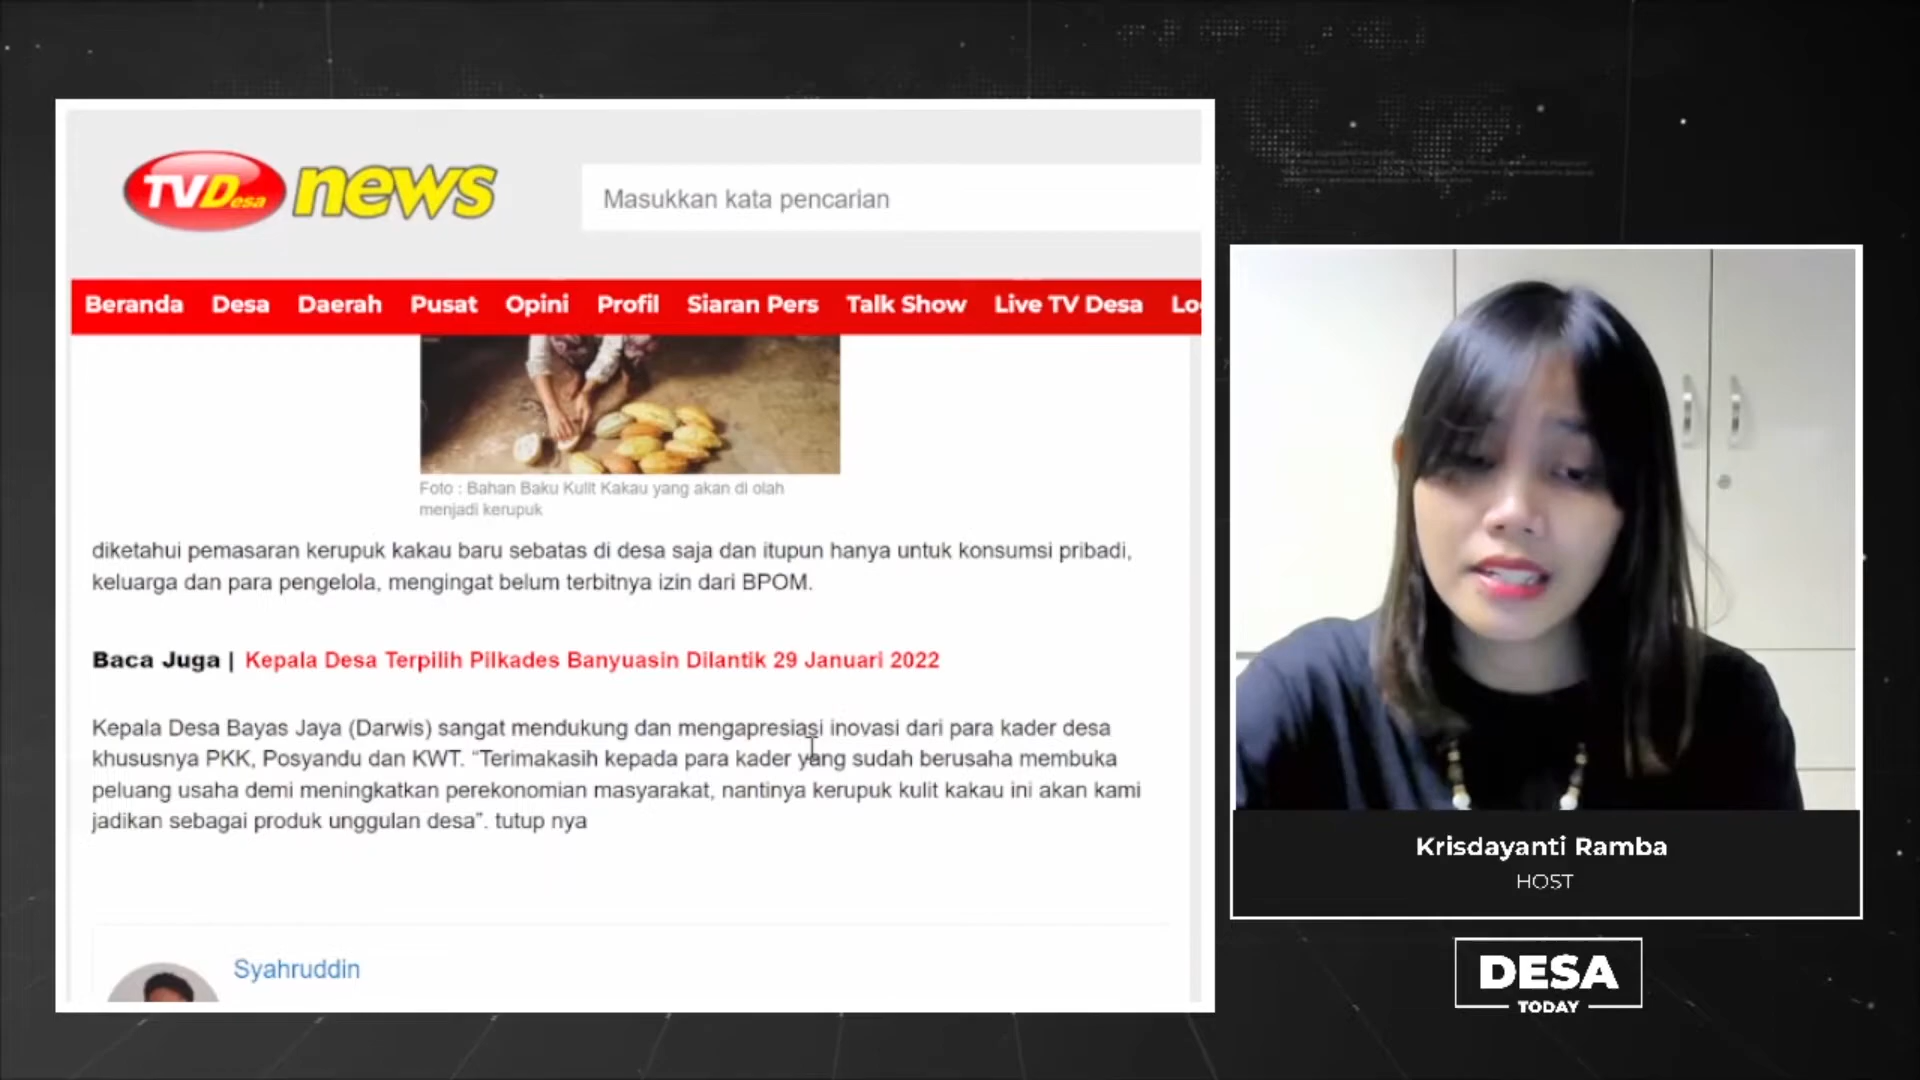 TVDesa news
Masukkan kata pencarian
Beranda Desa Daerah Pusat Opini Profil Siaran Pers Talk Show Live TV Desa
Foto : Bahan Baku Kulit Kakau yang akan di olah
menjadi kerupuk
diketahui pemasaran kerupuk kakau baru sebatas di desa saja dan itupun hanya untuk konsumsi pribadi,
keluarga dan para pengelola, mengingat belum terbitnya izin dari BPOM.
Baca Juga | Kepala Desa Terpilih Pilkades Banyuasin Dilantik 29 Januari 2022
Kepala Desa Bayas Jaya (Darwis) sangat mendukung dan mengapresiasi inovasi dari para kader desa
khususnya PKK, Posyandu dan KWT. “Terimakasih kepada para kader yang sudah berusaha membuka
peluang usaha demi meningkatkan perekonomian masyarakat, nantinya kerupuk kulit kakau ini akan kami
jadikan sebagai produk unggulan desa”. tutup nya
Syahruddin
Krisdayanti Ramba
HOST
DESA
TODAY